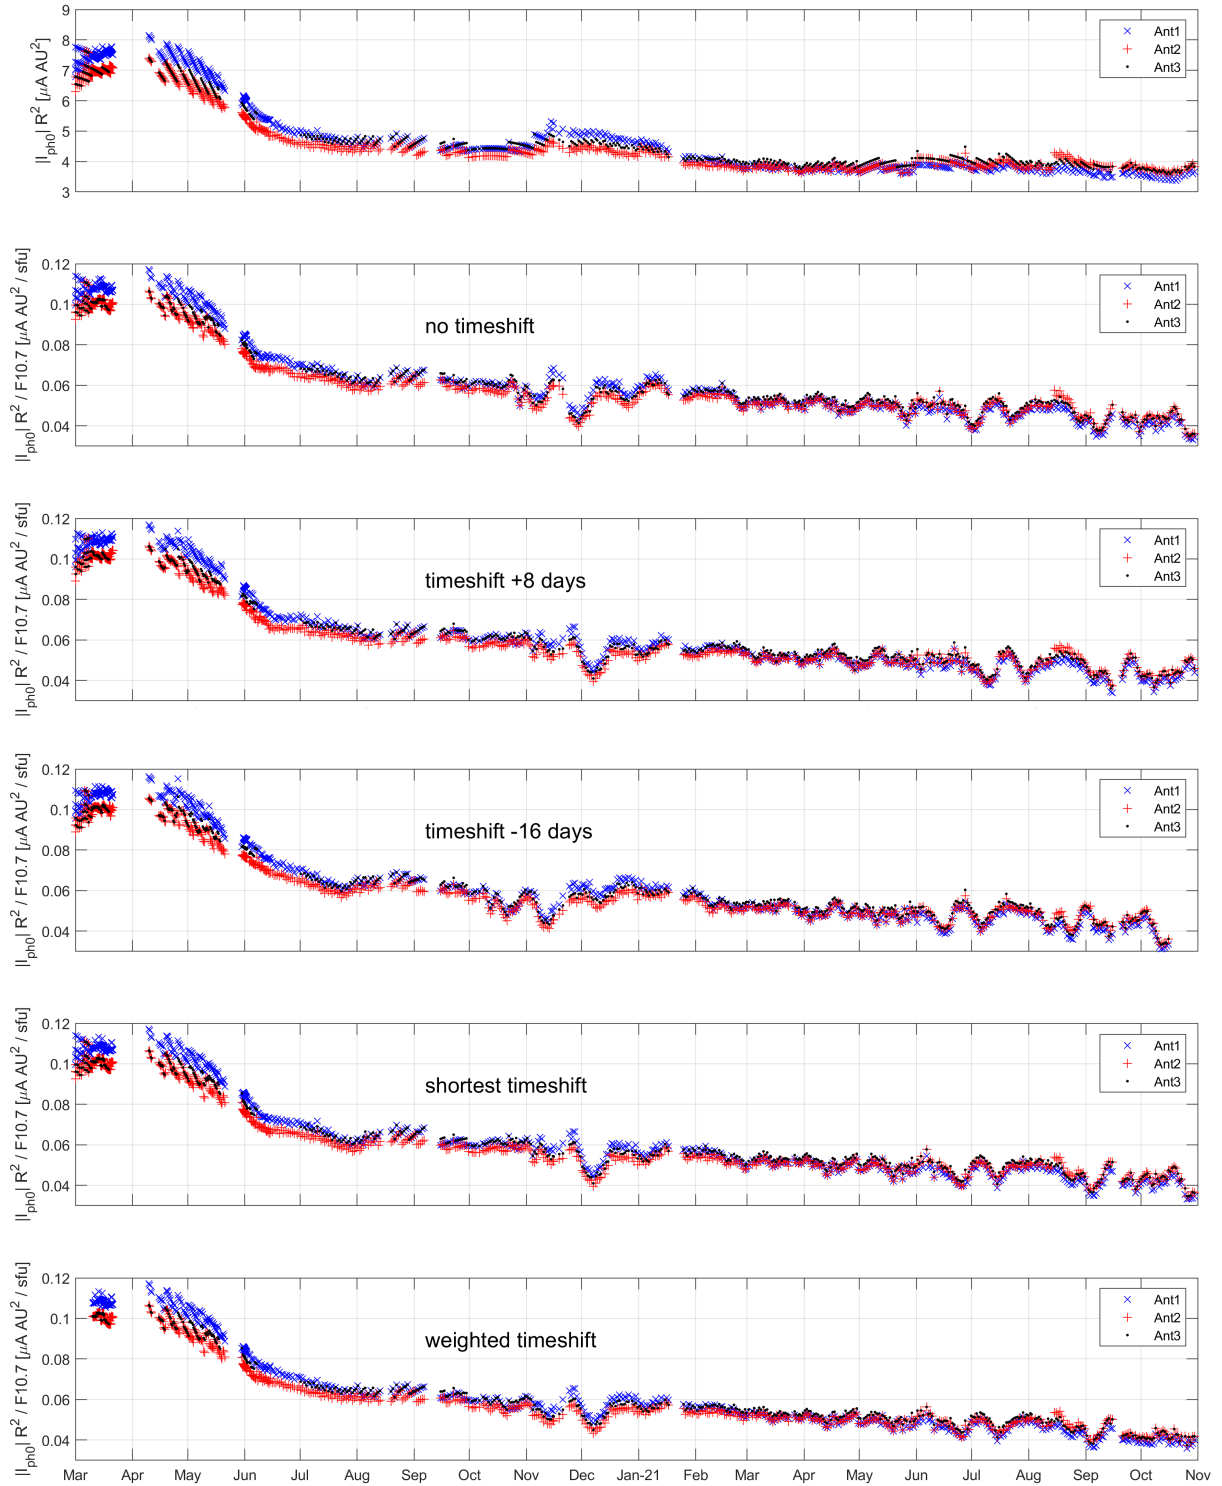 9
8
7
6
5
4
3
|I_ph0| R² [μA AU²]
Ant1
Ant2
Ant3
0.12
0.1
0.08
0.06
0.04
||I_ph0| R² / F10.7 [μA AU² / sfu]
no timeshift
Ant1
Ant2
Ant3
0.12
0.1
0.08
0.06
0.04
||I_ph0| R² / F10.7 [μA AU² / sfu]
timeshift +8 days
Ant1
Ant2
Ant3
0.12
0.1
0.08
0.06
0.04
||I_ph0| R² / F10.7 [μA AU² / sfu]
timeshift -16 days
Ant1
Ant2
Ant3
0.12
0.1
0.08
0.06
0.04
||I_ph0| R² / F10.7 [μA AU² / sfu]
shortest timeshift
Ant1
Ant2
Ant3
0.12
0.1
0.08
0.06
0.04
||I_ph0| R² / F10.7 [μA AU² / sfu]
weighted timeshift
Ant1
Ant2
Ant3
Mar Apr May Jun Jul Aug Sep Oct Nov Dec Jan-21 Feb Mar Apr May Jun Jul Aug Sep Oct Nov